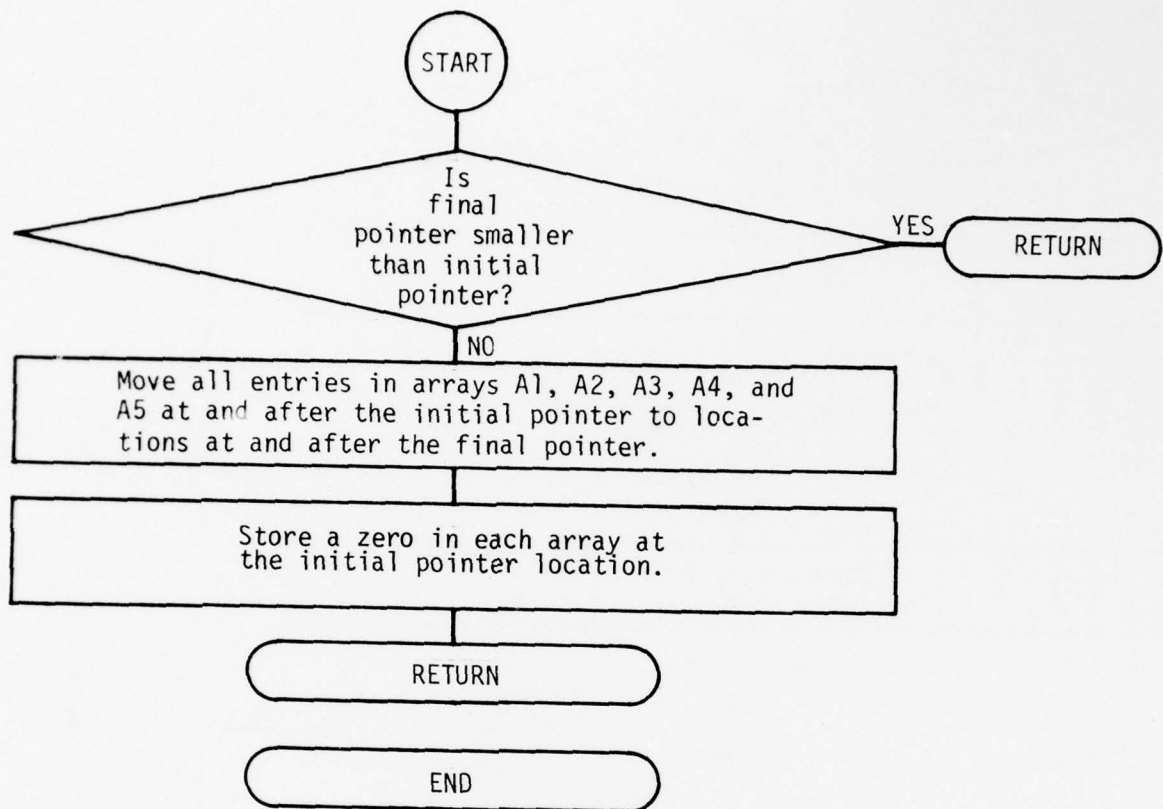 START
Is
final
pointer smaller
than initial
pointer?
YES
RETURN
NO
Move all entries in arrays A1, A2, A3, A4, and
A5 at and after the initial pointer to loca-
tions at and after the final pointer.
Store a zero in each array at
the initial pointer location.
RETURN
END